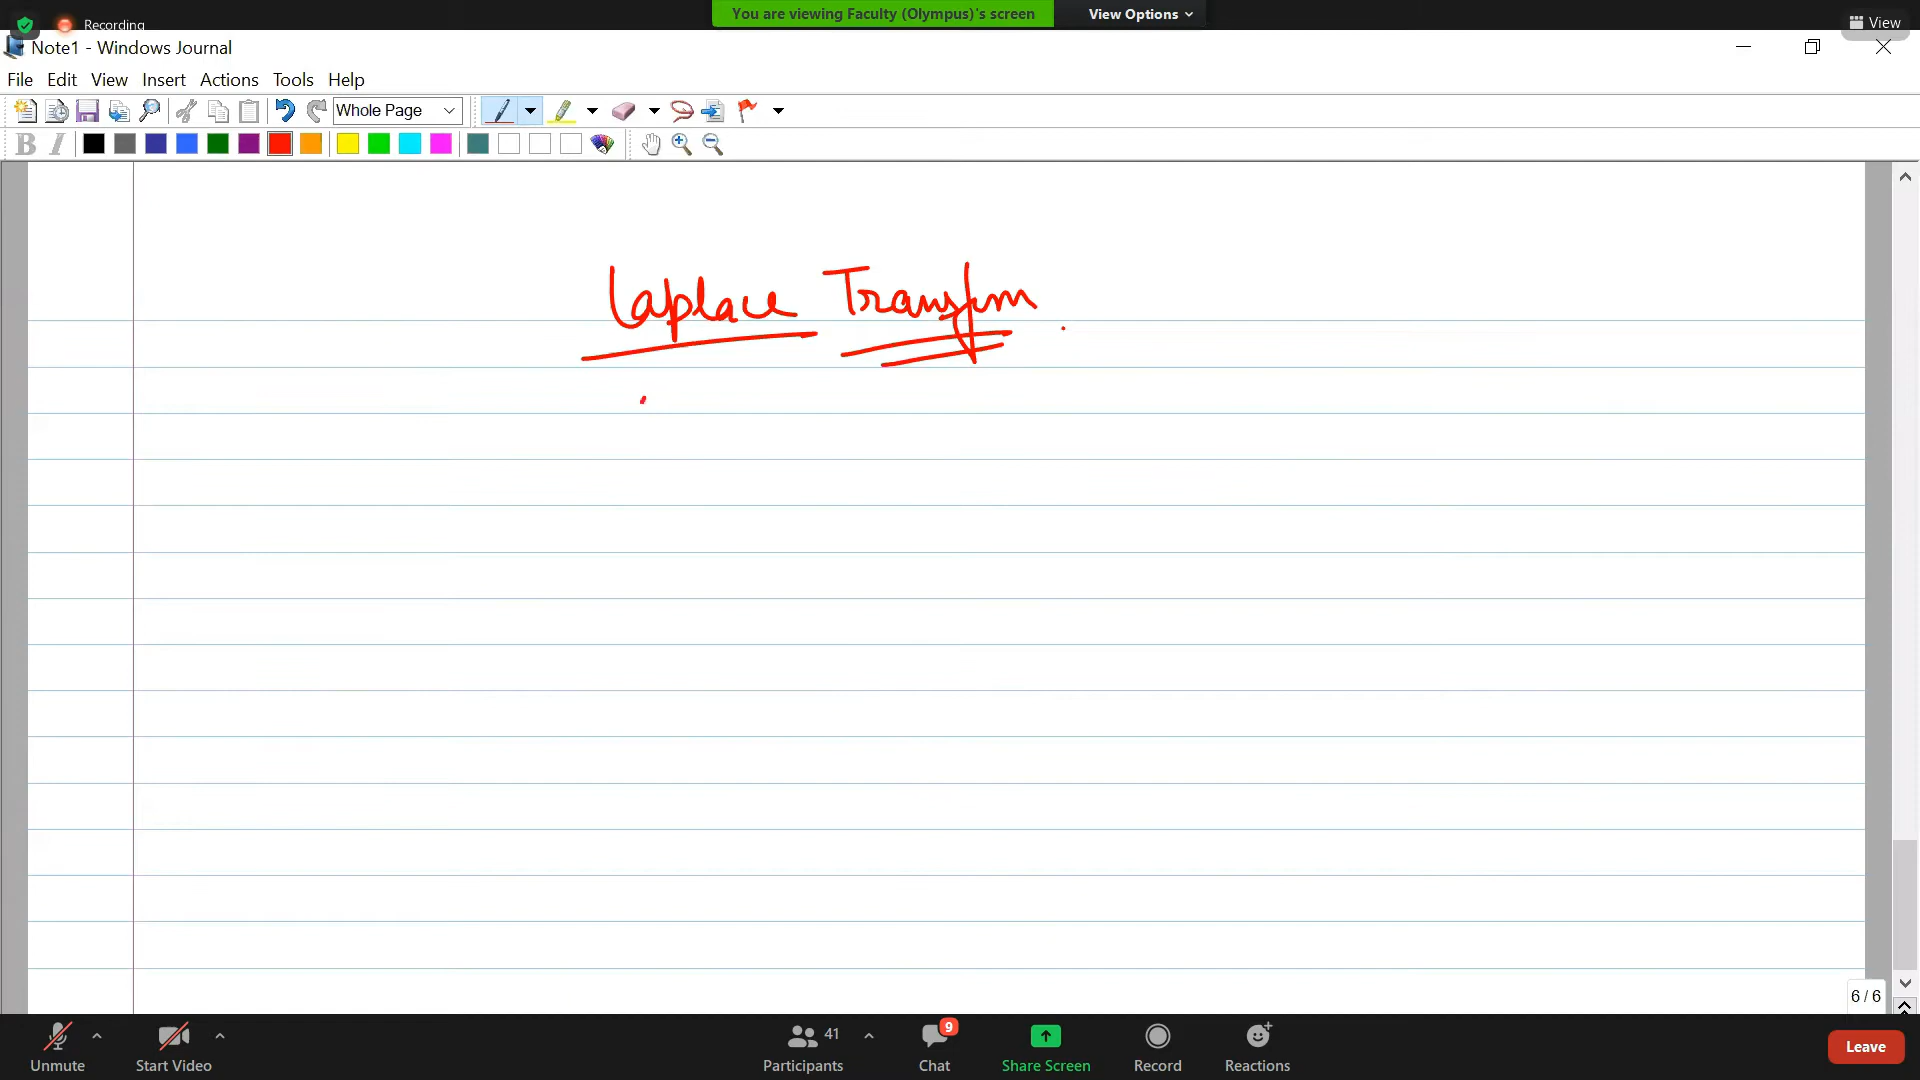 Recording
You are viewing Faculty (Olympus)'s screen
View Options
View
Note1 - Windows Journal
File Edit View Insert Actions Tools Help
Whole Page
B I
Laplace Transfrm
6 / 6
Unmute
Start Video
41
Participants
9
Chat
Share Screen
Record
Reactions
Leave